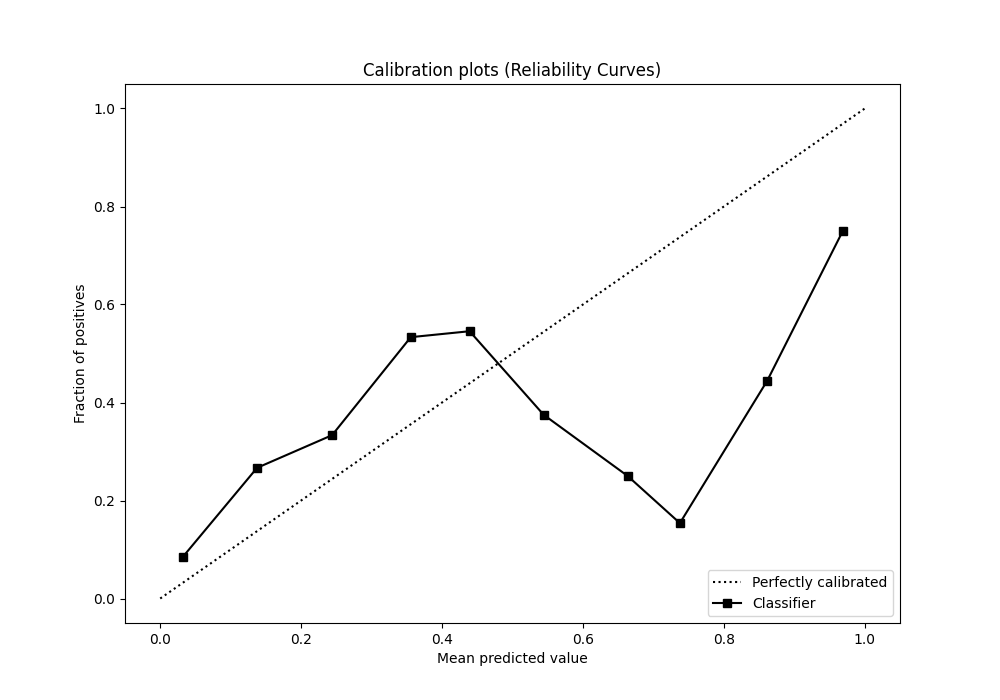 Calibration plots (Reliability Curves)
1.0
0.8
0.6
0.4
0.2
0.0
Fraction of positives
0.0 0.2 0.4 0.6 0.8 1.0
Mean predicted value
Perfectly calibrated
Classifier